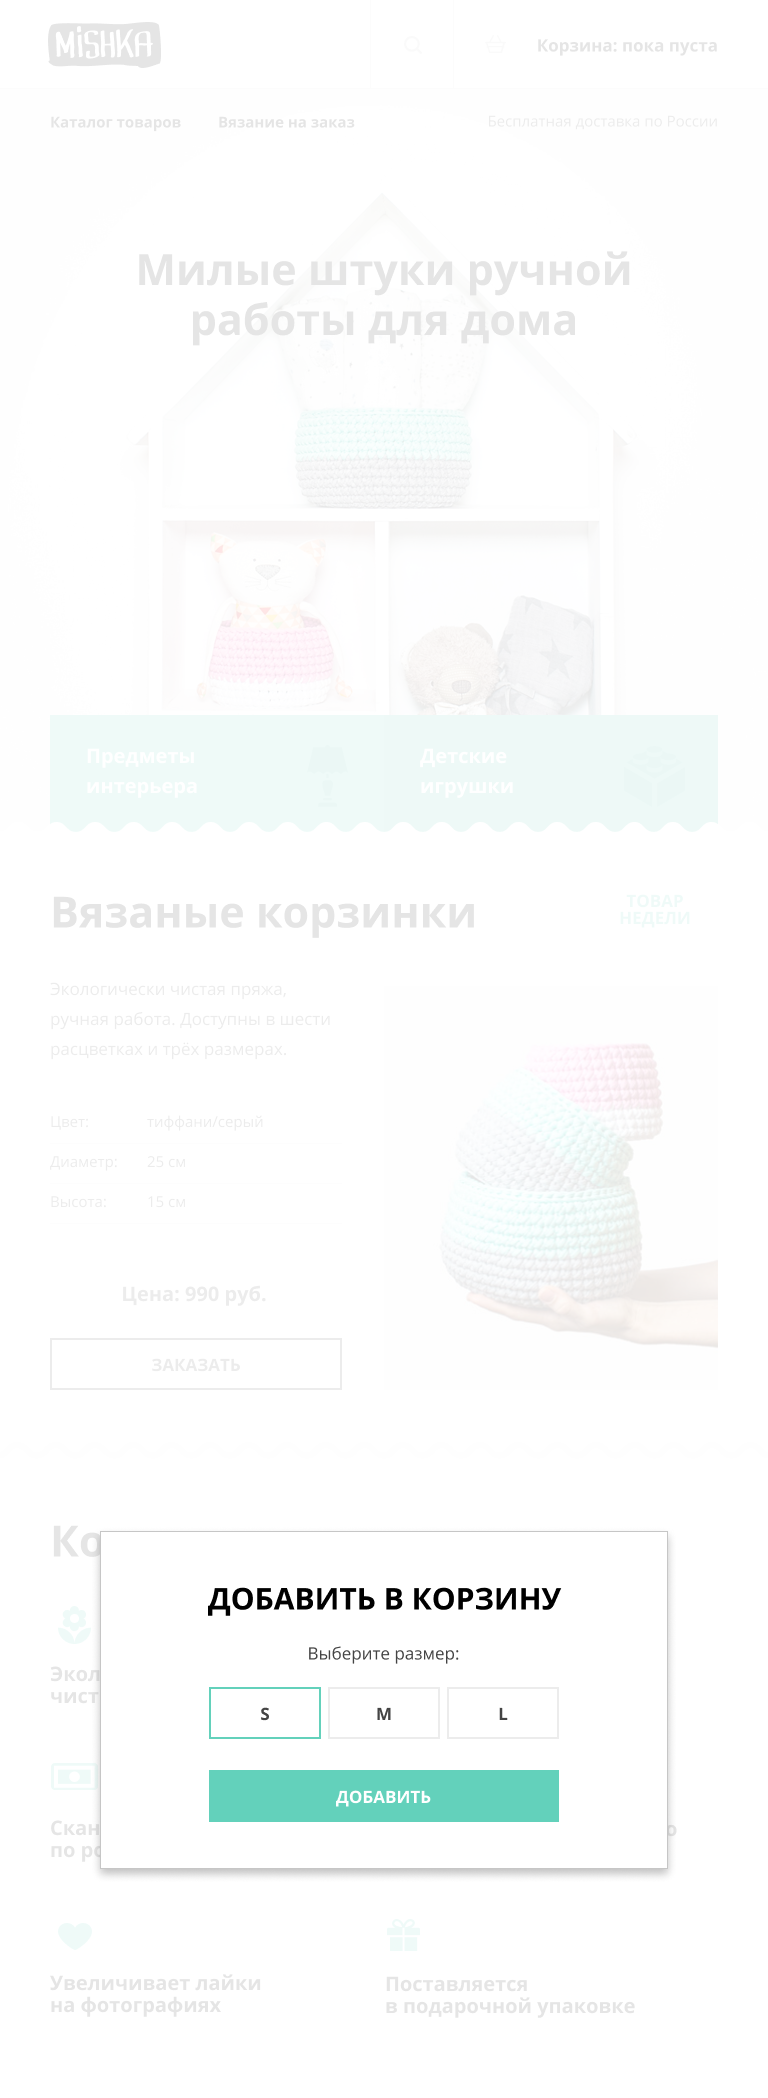 MiSHKA
Корзина: пока пуста
Каталог товаров
Вязание на заказ
Бесплатная доставка по России
Милые штуки ручной
работы для дома
Предметы
интерьера
Детские
игрушки
Вязаные корзинки
ТОВАР
НЕДЕЛИ
Экологически чистая пряжа,
ручная работа. Доступны в шести
расцветках и трёх размерах.
Цвет: тиффани/серый
Диаметр: 25 см
Высота: 15 см
Цена: 990 руб.
ЗАКАЗАТЬ
Ко
ДОБАВИТЬ В КОРЗИНУ
Выберите размер:
S M L
ДОБАВИТЬ
Экол
чист
Скан
по ро
о
Увеличивает лайки
на фотографиях
Поставляется
в подарочной упаковке